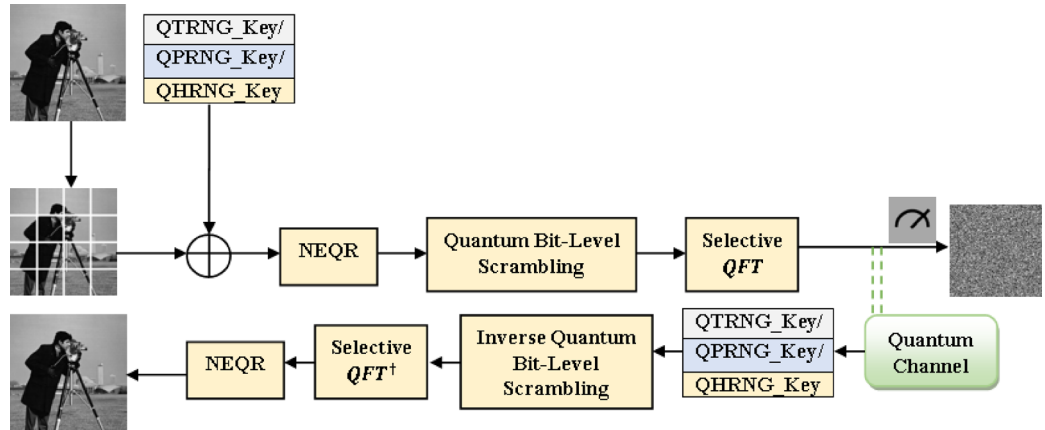 QTRNG_Key/
QPRNG_Key/
QHRNG_Key
NEQR
Quantum Bit-Level
Scrambling
Selective
QFT
NEQR
Selective
QFT†
Inverse Quantum
Bit-Level
Scrambling
QTRNG_Key/
QPRNG_Key/
QHRNG_Key
Quantum
Channel